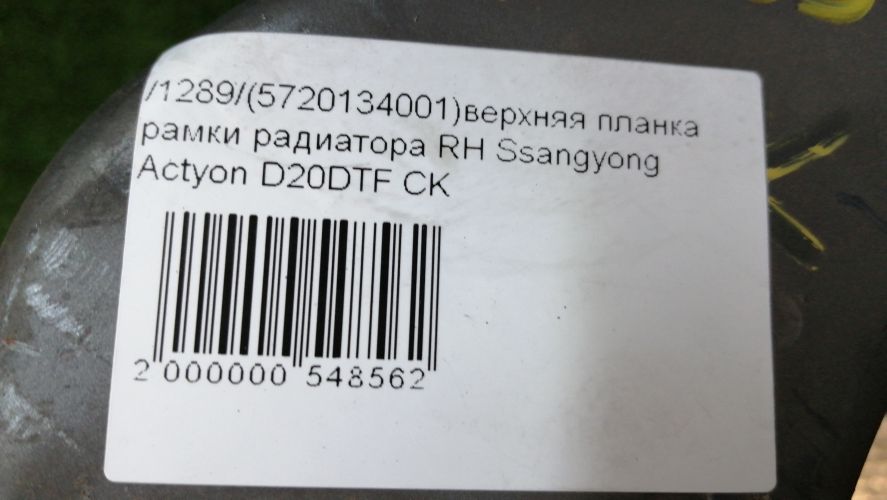 /1289/(5720134001)верхняя планка
рамки радиатора RH Ssangyong
Actyon D20DTF CK
2 000000 548562